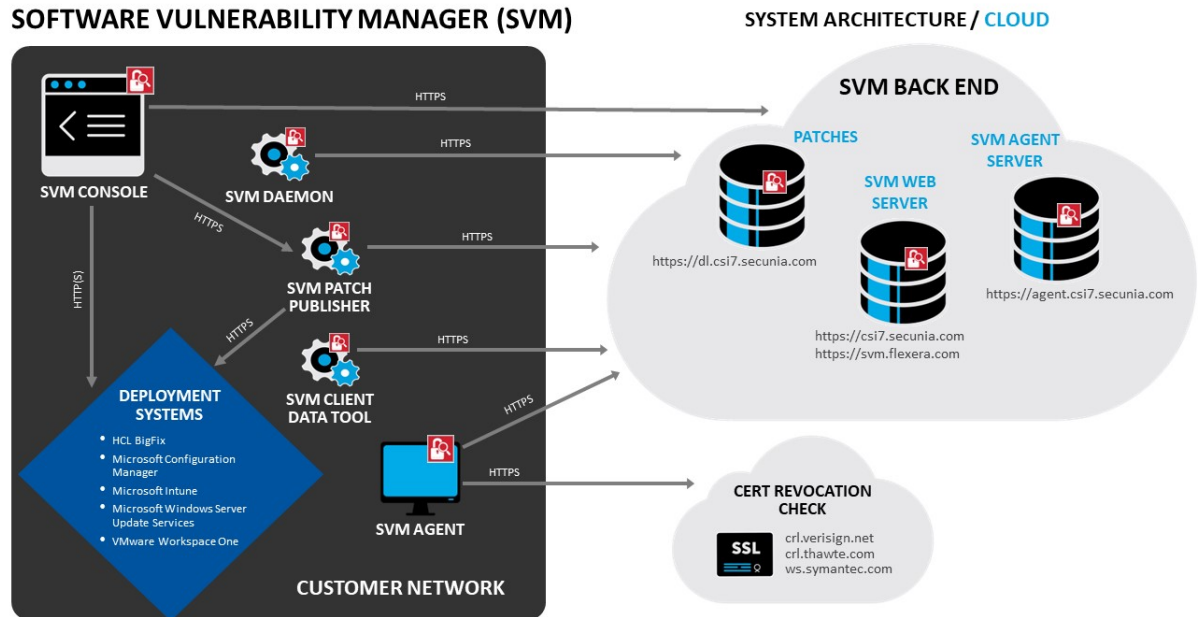 SOFTWARE VULNERABILITY MANAGER (SVM)
SYSTEM ARCHITECTURE / CLOUD
SVM CONSOLE
HTTPS
SVM DAEMON
HTTPS
HTTPS
SVM PATCH
PUBLISHER
HTTPS
HTTP(S)
HTTPS
SVM CLIENT
DATA TOOL
HTTPS
DEPLOYMENT
SYSTEMS
• HCL BigFix
• Microsoft Configuration
Manager
• Microsoft Intune
• Microsoft Windows Server
Update Services
• VMware Workspace One
SVM AGENT
HTTPS
HTTPS
CUSTOMER NETWORK
SVM BACK END
PATCHES
https://dl.csi7.secunia.com
SVM WEB
SERVER
https://csi7.secunia.com
https://svm.flexera.com
SVM AGENT
SERVER
https://agent.csi7.secunia.com
CERT REVOCATION
CHECK
SSL
crl.verisign.net
crl.thawte.com
ws.symantec.com